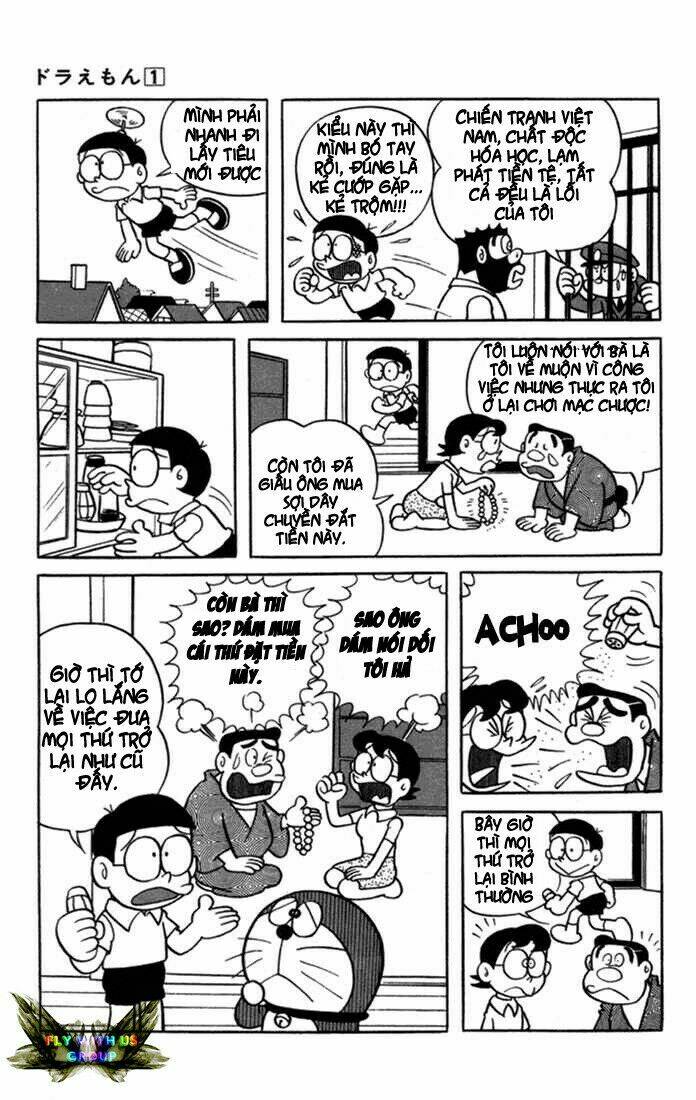 ドラえもん1
MÌNH PHẢI
NHANH ĐI
LẤY TIÊU
MỚI ĐƯỢC
KIỂU NÀY THÌ
MÌNH BÓ TAY
RỒI, ĐÚNG LÀ
KẺ CƯỚP GẶP...
KẺ TRỘM!!!
CHIẾN TRANH VIỆT
NAM, CHẤT ĐỘC
HÓA HỌC, LẠM
PHÁT TIỀN TỆ, TẤT
CẢ ĐỀU LÀ LỖI
CỦA TÔI
TÔI LUÔN NÓI VỚI BÀ LÀ
TÔI VỀ MUỘN VÌ CÔNG
VIỆC NHƯNG THỰC RA TÔI
Ở LẠI CHƠI MẠC CHƯỢC!
CÒN TÔI ĐÃ
GIẤU ÔNG MUA
SỢI DÂY
CHUYỀN ĐẮT
TIỀN NÀY.
GIỜ THÌ TỚ
LẠI LO LẮNG
VỀ VIỆC ĐƯA
MỌI THỨ TRỞ
LẠI NHƯ CŨ
ĐẤY.
CÒN BÀ THÌ
SAO? DÁM MUA
CÁI THỨ ĐẶT TIỀN
NÀY.
SAO ÔNG
DÁM NÓI DỐI
TÔI HẢ
ACHOO
BÂY GIỜ
THÌ MỌI
THỨ TRỞ
LẠI BÌNH
THƯỜNG
FLY WITH US
GROUP